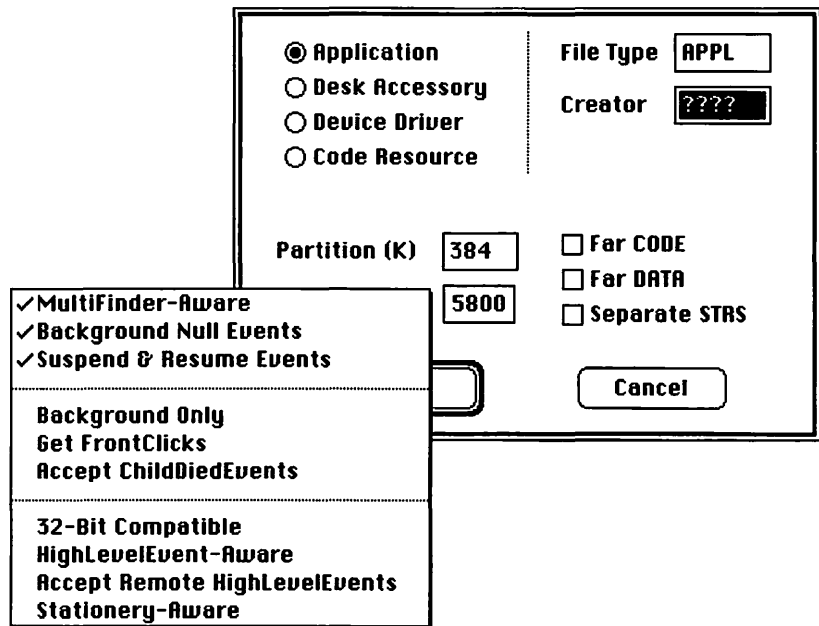 Application
Desk Accessory
Device Driver
Code Resource
File Type APPL
Creator ????
Partition (K) 384
5800
Far CODE
Far DATA
Separate STRS
Cancel
✓MultiFinder-Aware
✓Background Null Events
✓Suspend & Resume Events
Background Only
Get FrontClicks
Accept ChildDiedEvents
32-Bit Compatible
HighLevelEvent-Aware
Accept Remote HighLevelEvents
Stationery-Aware